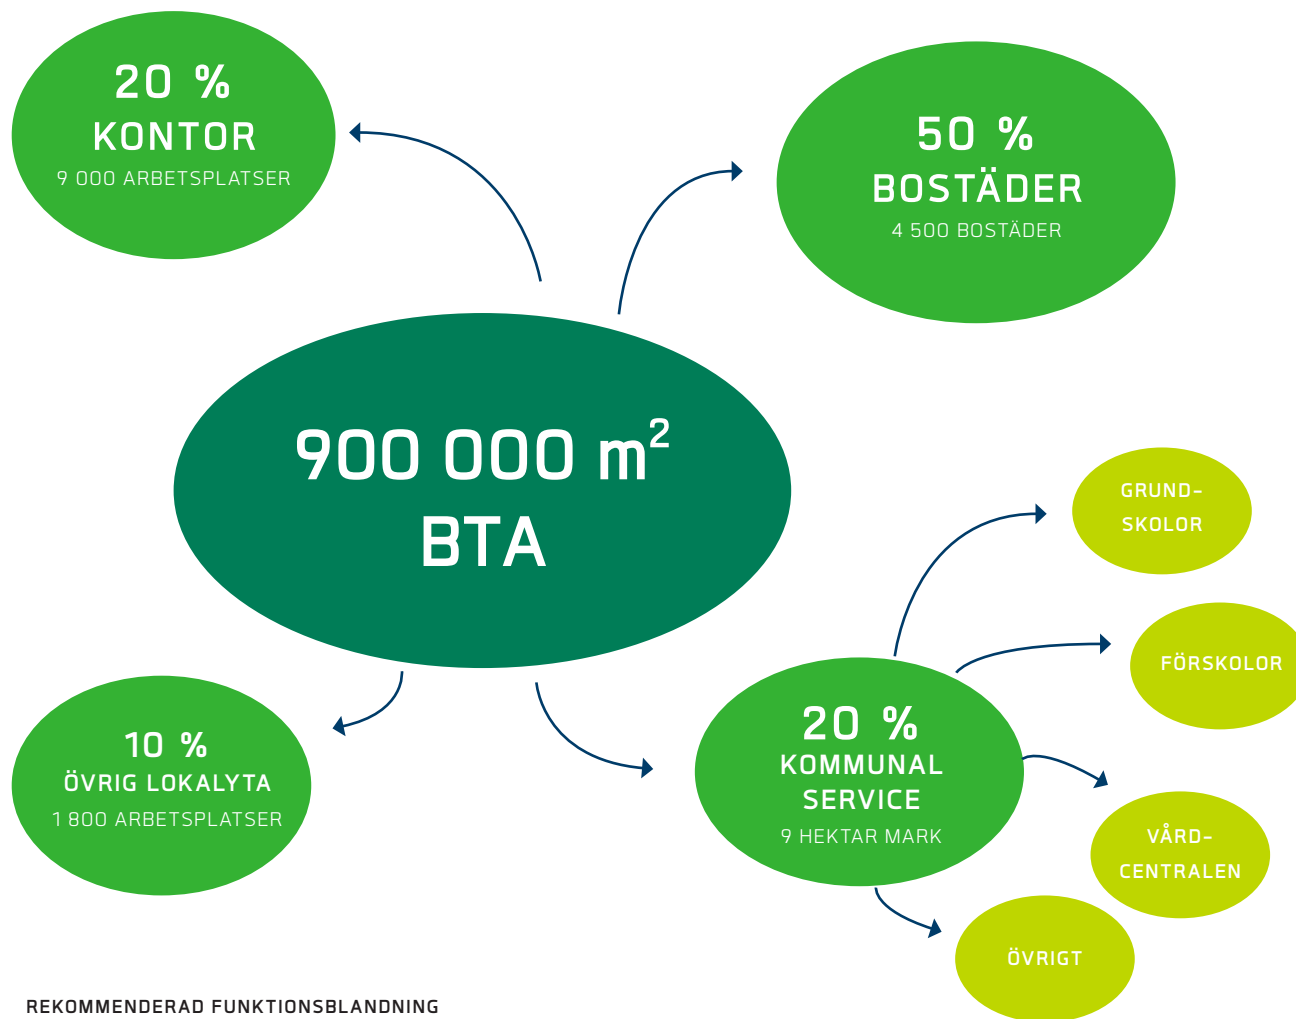 20 %
KONTOR
9 000 ARBETSPLATSER
50 %
BOSTÄDER
4 500 BOSTÄDER
900 000 m²
BTA
GRUND-
SKOLOR
FÖRSKOLOR
10 %
ÖVRIG LOKALYTA
1 800 ARBETSPLATSER
20 %
KOMMUNAL
SERVICE
9 HEKTAR MARK
VÅRD-
CENTRALEN
ÖVRIGT
REKOMMENDERAD FUNKTIONSBLANDNING